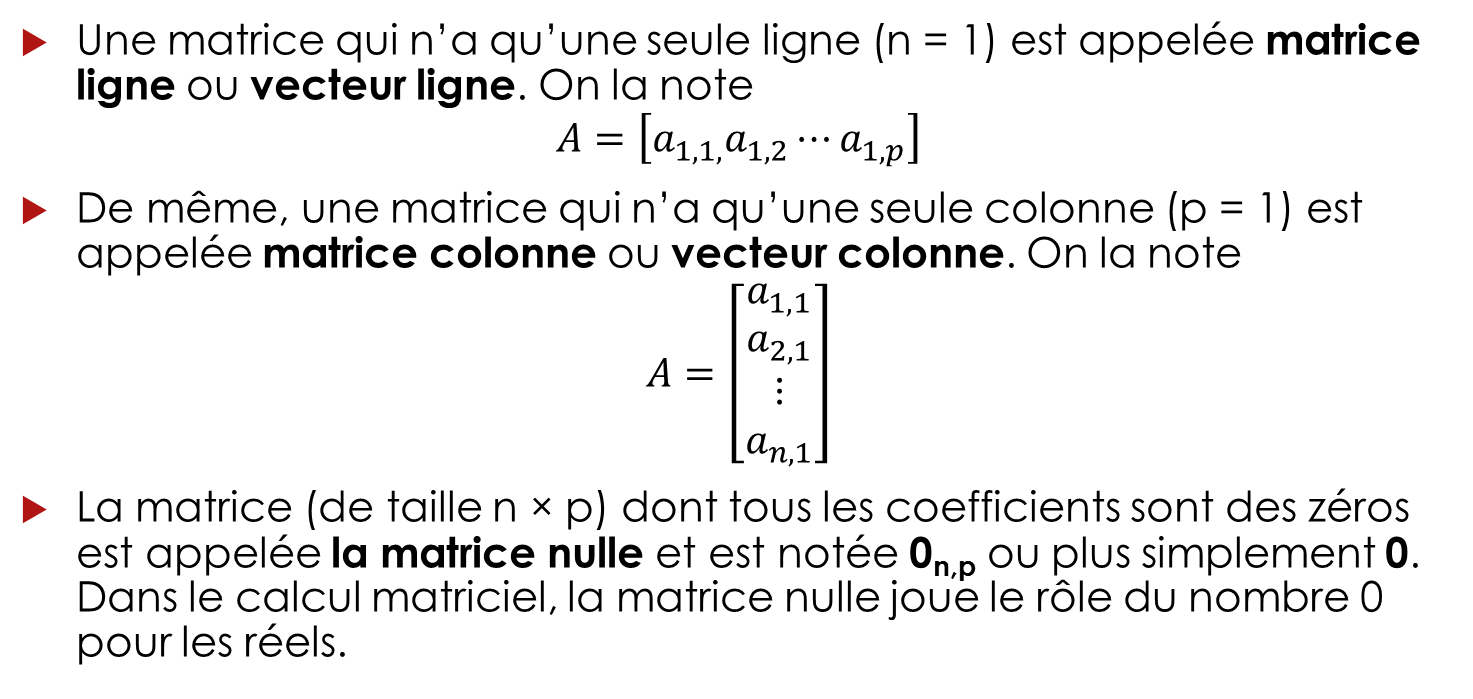 Une matrice qui n’a qu’une seule ligne (n = 1) est appelée matrice
ligne ou vecteur ligne. On la note
A = [a₁,₁,a₁,₂ ⋯ a₁,ₚ]
De même, une matrice qui n’a qu’une seule colonne (p = 1) est
appelée matrice colonne ou vecteur colonne. On la note
a₁,₁
a₂,₁
A =
⋮
aₙ,₁
La matrice (de taille n × p) dont tous les coefficients sont des zéros
est appelée la matrice nulle et est notée 0ₙ,ₚ ou plus simplement 0.
Dans le calcul matriciel, la matrice nulle joue le rôle du nombre 0
pour les réels.